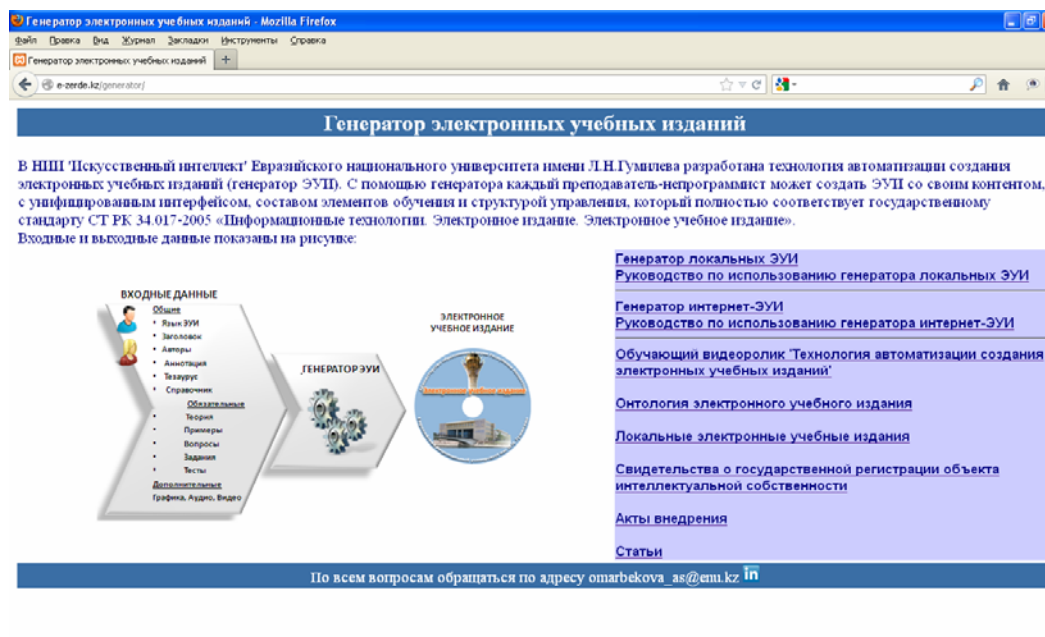 Генератор электронных учебных изданий - Mozilla Firefox
Файл Правка Вид Журнал Закладки Инструменты Справка
Генератор электронных учебных изданий +
e-zerde.kz/generator/
Генератор электронных учебных изданий
В НИИ 'Искусственный интеллект' Евразийского национального университета имени Л.Н.Гумилева разработана технология автоматизации создания
электронных учебных изданий (генератор ЭУИ). С помощью генератора каждый преподаватель-непрограммист может создать ЭУИ со своим контентом,
с унифицированным интерфейсом, составом элементов обучения и структурой управления, который полностью соответствует государственному
стандарту СТ РК 34.017-2005 «Информационные технологии. Электронное издание. Электронное учебное издание».
Входные и выходные данные показаны на рисунке:
ВХОДНЫЕ ДАННЫЕ
Общие
• Язык ЭУИ
• Заголовок
• Авторы
• Аннотация
• Тезаурус
• Справочник
Обязательные
• Теория
• Примеры
• Вопросы
• Задания
• Тесты
Дополнительные
Графика, Аудио, Видео
ГЕНЕРАТОР ЭУИ
ЭЛЕКТРОННОЕ
УЧЕБНОЕ ИЗДАНИЕ
Электронное учебное издание
Генератор локальных ЭУИ
Руководство по использованию генератора локальных ЭУИ
Генератор интернет-ЭУИ
Руководство по использованию генератора интернет-ЭУИ
Обучающий видеоролик 'Технология автоматизации создания
электронных учебных изданий'
Онтология электронного учебного издания
Локальные электронные учебные издания
Свидетельства о государственной регистрации объекта
интеллектуальной собственности
Акты внедрения
Статьи
По всем вопросам обращаться по адресу omarbekova_as@enu.kz in